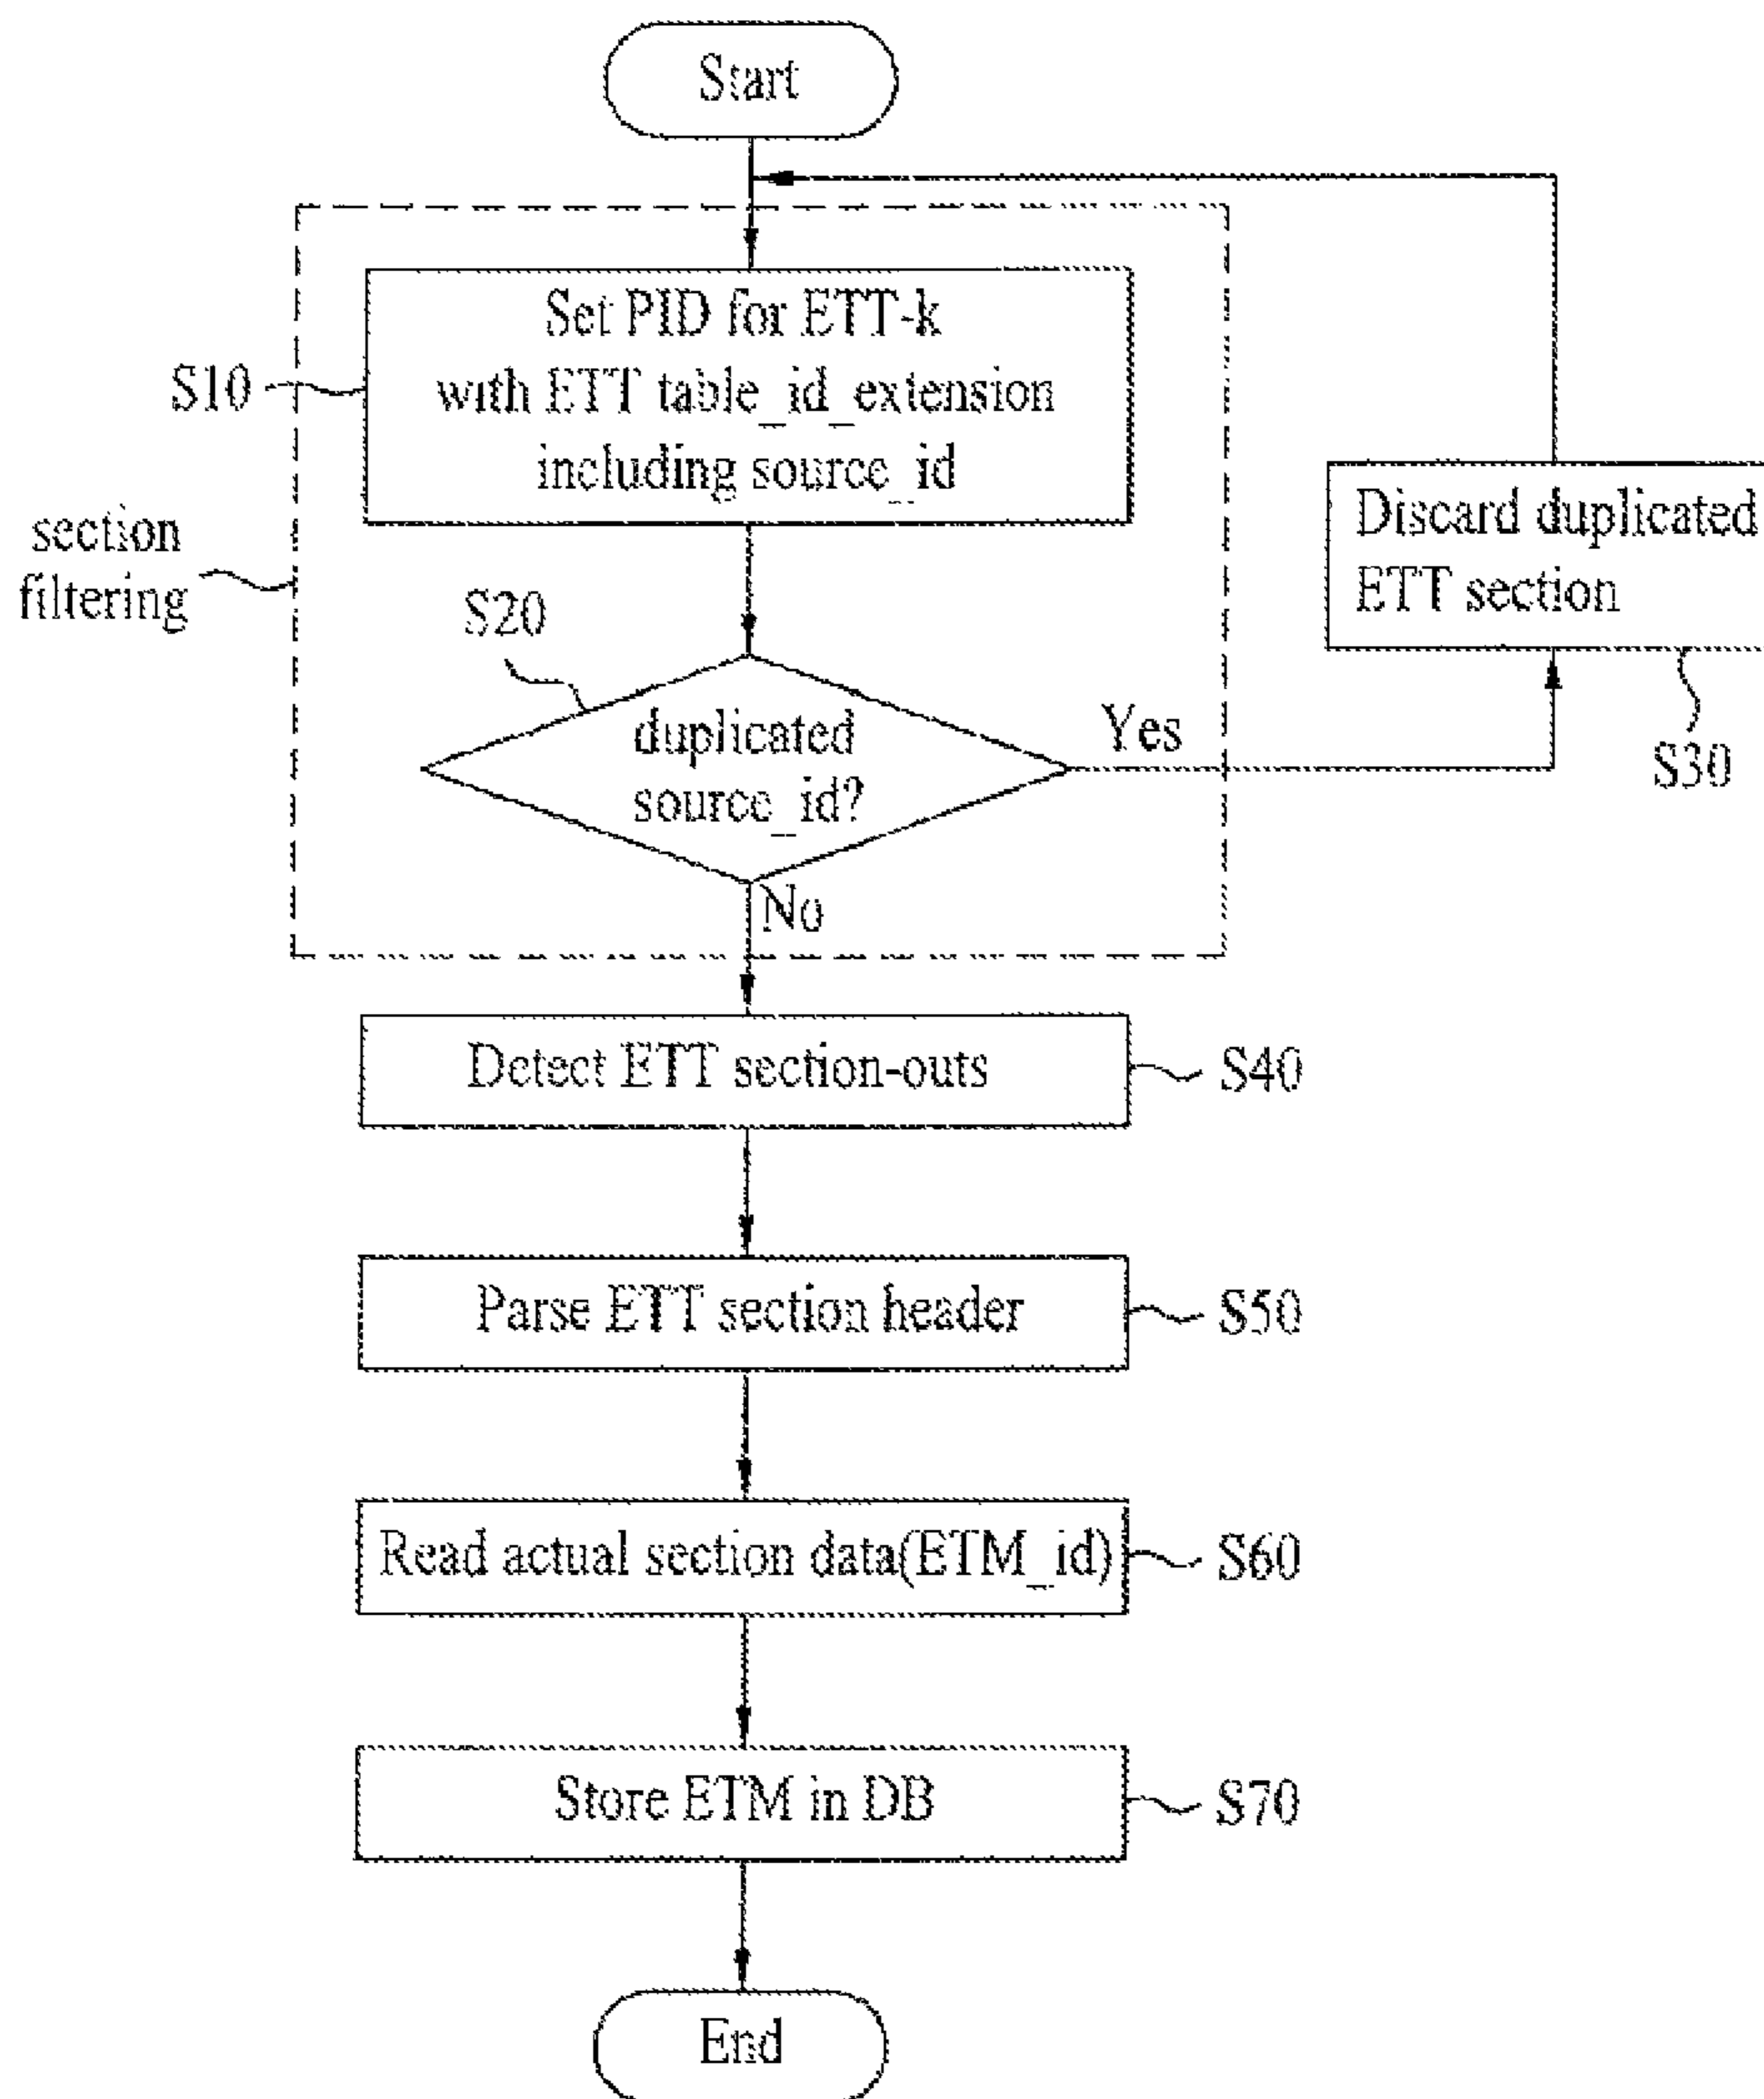 Start
Set PID for ETT-k
with ETT table_id_extension
including source_id
S10
section
filtering
Discard duplicated
ETT section
S30
S20
duplicated
source_id?
Yes
No
Detect ETT section-outs
S40
Parse ETT section header
S50
Read actual section data(ETM_id)
S60
Store ETM in DB
S70
End